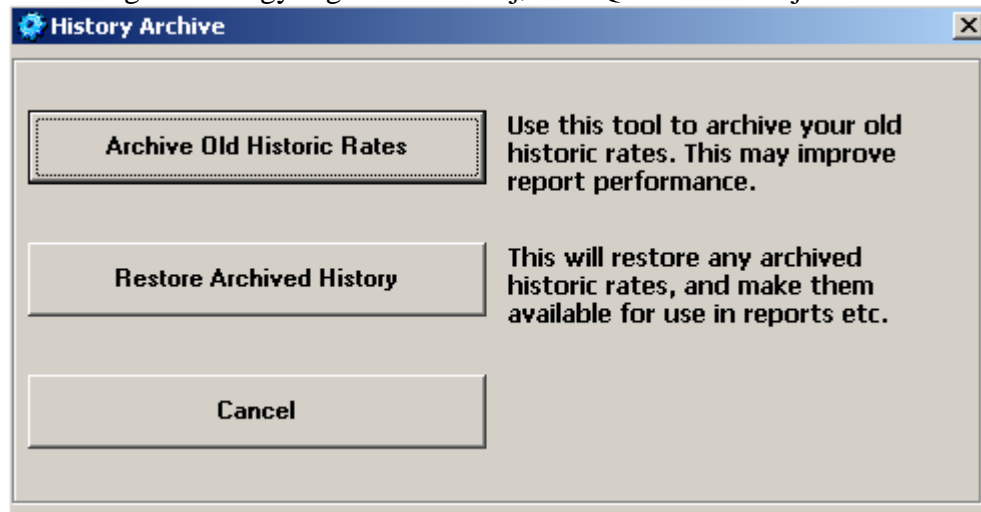 History Archive
Archive Old Historic Rates
Use this tool to archive your old
historic rates. This may improve
report performance.
Restore Archived History
This will restore any archived
historic rates, and make them
available for use in reports etc.
Cancel